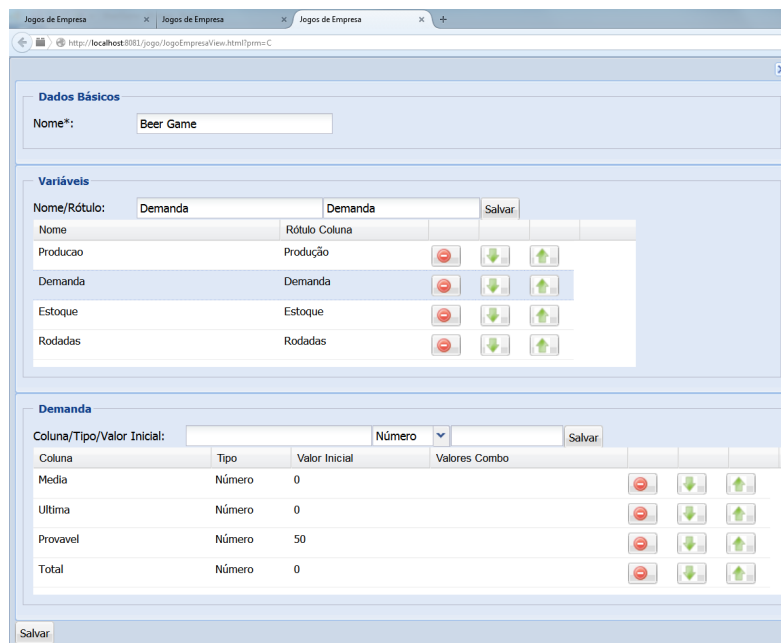 Jogos de Empresa × Jogos de Empresa × Jogos de Empresa × +
http://localhost:8081/jogo/JogoEmpresaView.html?prm=C
Dados Básicos
Nome*: Beer Game
Variáveis
Nome/Rótulo: Demanda Demanda Salvar
Nome Rótulo Coluna
Producao Produção
Demanda Demanda
Estoque Estoque
Rodadas Rodadas
Demanda
Coluna/Tipo/Valor Inicial: Número Salvar
Coluna Tipo Valor Inicial Valores Combo
Media Número 0
Ultima Número 0
Provavel Número 50
Total Número 0
Salvar